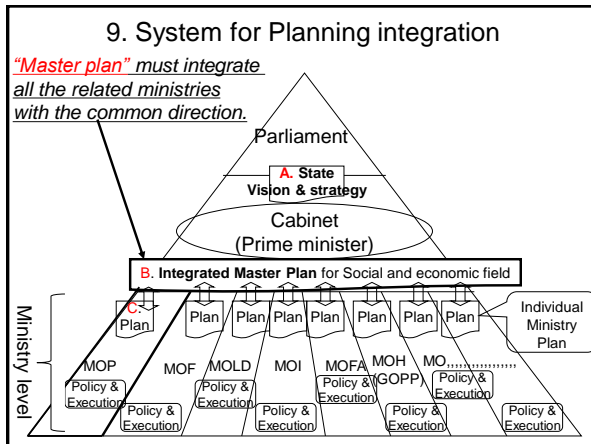 9. System for Planning integration
“Master plan” must integrate
all the related ministries
with the common direction.
Parliament
A. State
Vision & strategy
Cabinet
(Prime minister)
B. Integrated Master Plan for Social and economic field
C.
Plan
Plan
Plan
Plan
Plan
Plan
Plan
Plan
Individual
Ministry
Plan
Ministry level
MOP
MOF
MOLD
MOI
MOFA
MOH
(GOPP)
MO,,,,,,,,,,,,,,,,,
Policy &
Execution
Policy &
Execution
Policy &
Execution
Policy &
Execution
Policy &
Execution
Policy &
Execution
Policy &
Execution
Policy &
Execution